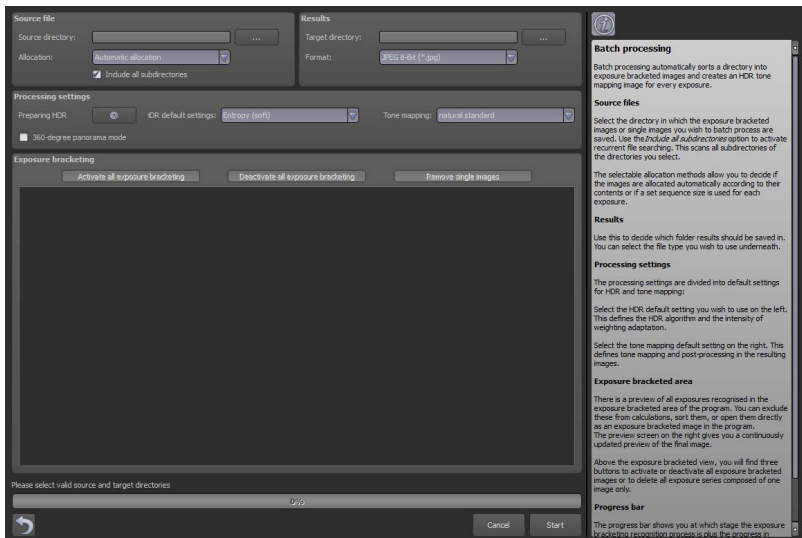 Source file
Source directory:
...
Allocation:
Automatic allocation
Include all subdirectories
Results
Target directory:
...
Format:
JPEG 8-Bit (*.jpg)
Processing settings
Preparing HDR
IDR default settings:
Entropy (soft)
Tone mapping:
natural standard
360-degree panorama mode
Exposure bracketing
Activate all exposure bracketing
Deactivate all exposure bracketing
Remove single images
Please select valid source and target directories
0%
Cancel
Start
Batch processing
Batch processing automatically sorts a directory into
exposure bracketed images and creates an HDR tone
mapping image for every exposure.
Source files
Select the directory in which the exposure bracketed
images or single images you wish to batch process are
saved. Use the Include all subdirectories option to activate
recurrent file searching. This scans all subdirectories of
the directories you select.
The selectable allocation methods allow you to decide if
the images are allocated automatically according to their
contents or if a set sequence size is used for each
exposure.
Results
Use this to decide which folder results should be saved in.
You can select the file type you wish to use underneath.
Processing settings
The processing settings are divided into default settings
for HDR and tone mapping:
Select the HDR default setting you wish to use on the left.
This defines the HDR algorithm and the intensity of
weighting adaptation.
Select the tone mapping default setting on the right. This
defines tone mapping and post-processing in the resulting
images.
Exposure bracketed area
There is a preview of all exposures recognised in the
exposure bracketed area of the program. You can exclude
these from calculations, sort them, or open them directly
as an exposure bracketed image in the program.
The preview screen on the right gives you a continuously
updated preview of the final image.
Above the exposure bracketed view, you will find three
buttons to activate or deactivate all exposure bracketed
images or to delete all exposure series composed of one
image only.
Progress bar
The progress bar shows you at which stage the exposure
bracketing recognition process is plus the progress in